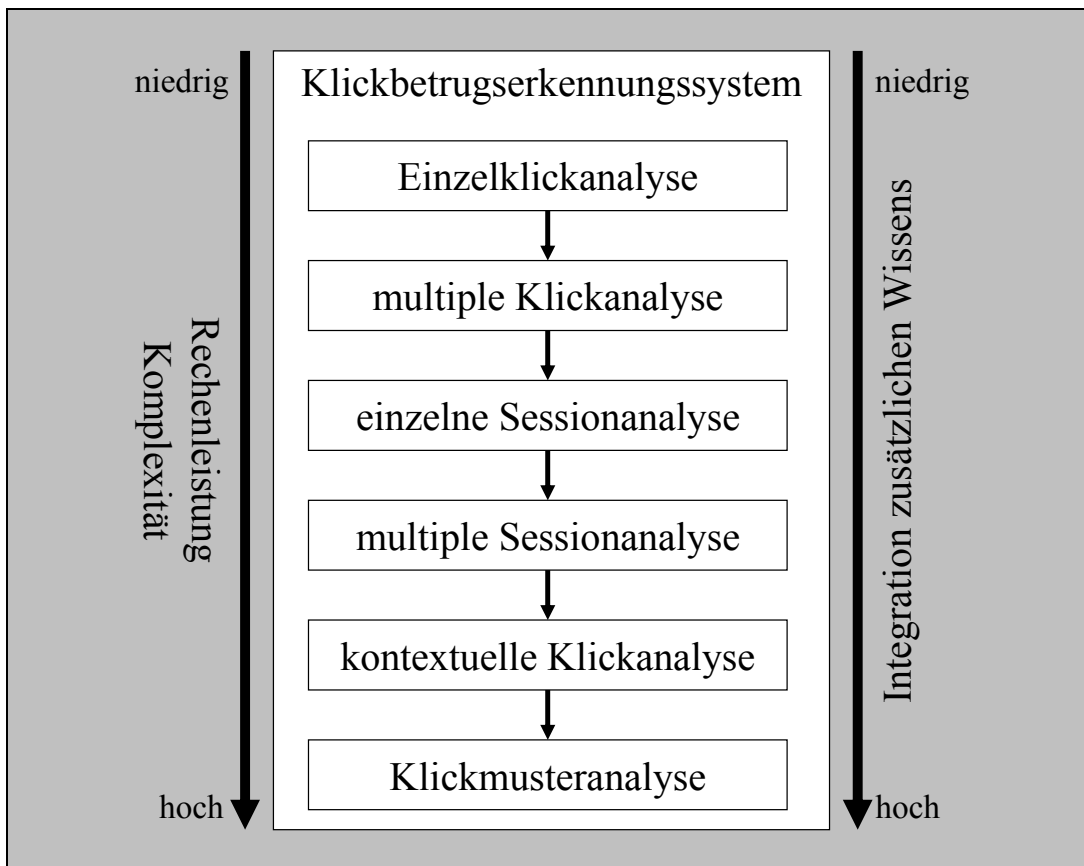 niedrig
Klickbetrugserkennungssystem
niedrig
Einzelklickanalyse
multiple Klickanalyse
einzelne Sessionanalyse
multiple Sessionanalyse
kontextuelle Klickanalyse
Klickmusteranalyse
Rechenleistung
Komplexität
Integration zusätzlichen Wissens
hoch
hoch